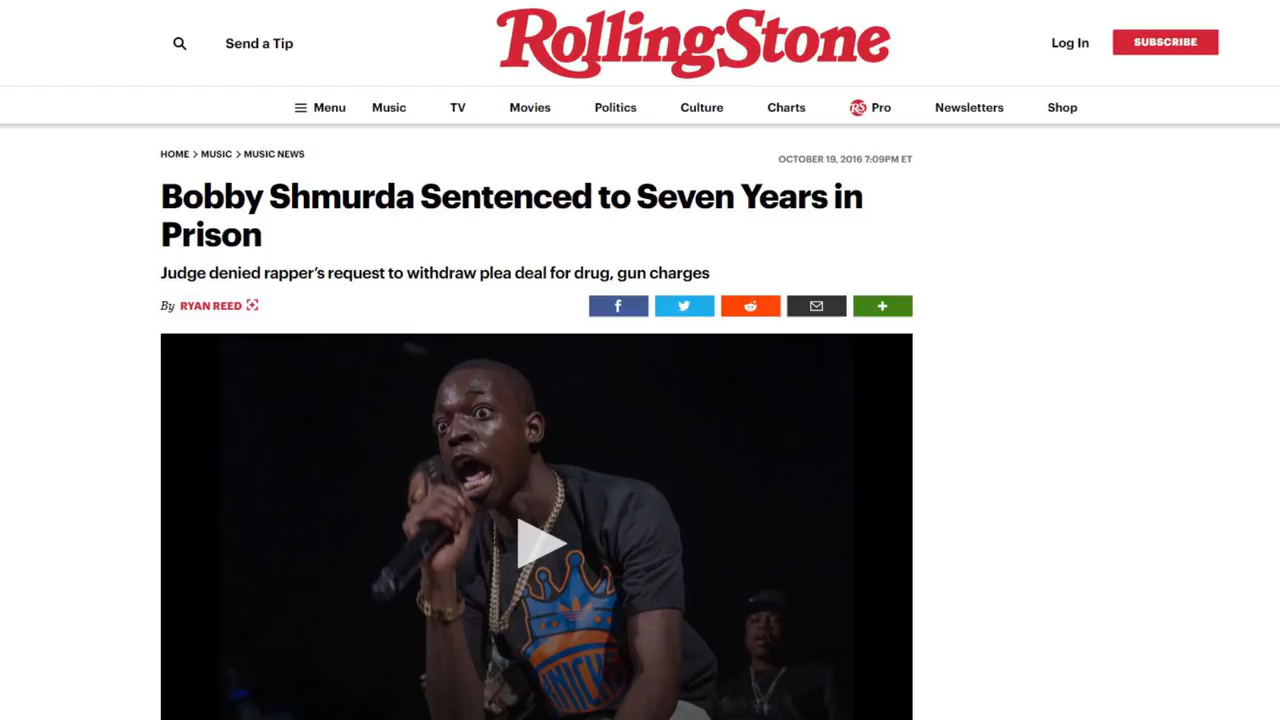 Send a Tip
RollingStone
Log In
SUBSCRIBE
Menu
Music
TV
Movies
Politics
Culture
Charts
RS Pro
Newsletters
Shop
HOME > MUSIC > MUSIC NEWS
OCTOBER 19, 2016 7:09PM ET
Bobby Shmurda Sentenced to Seven Years in
Prison
Judge denied rapper's request to withdraw plea deal for drug, gun charges
By RYAN REED
f
KNICKS